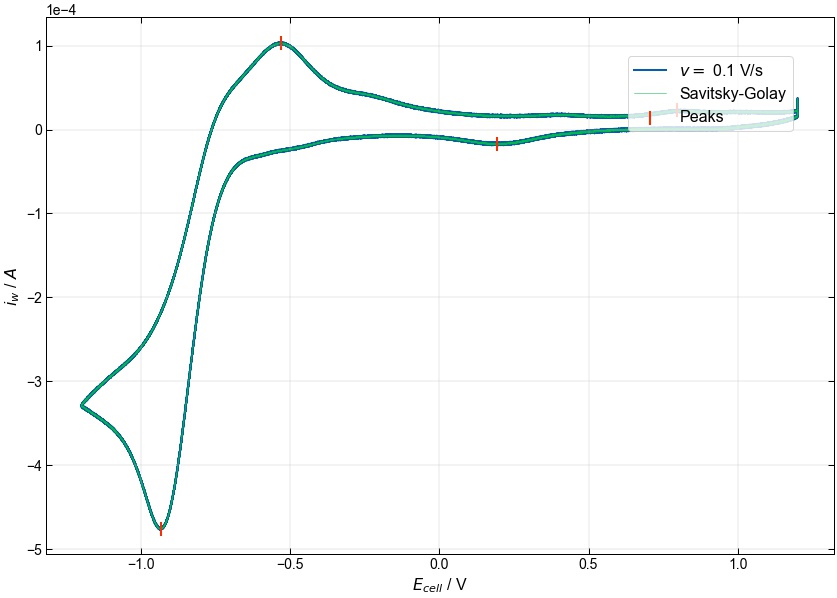 1e−4
1
0
−1
−2
−3
−4
−5
−1.0 −0.5 0.0 0.5 1.0
E_cell / V
i_w / A
v = 0.1 V/s
Savitsky-Golay
Peaks